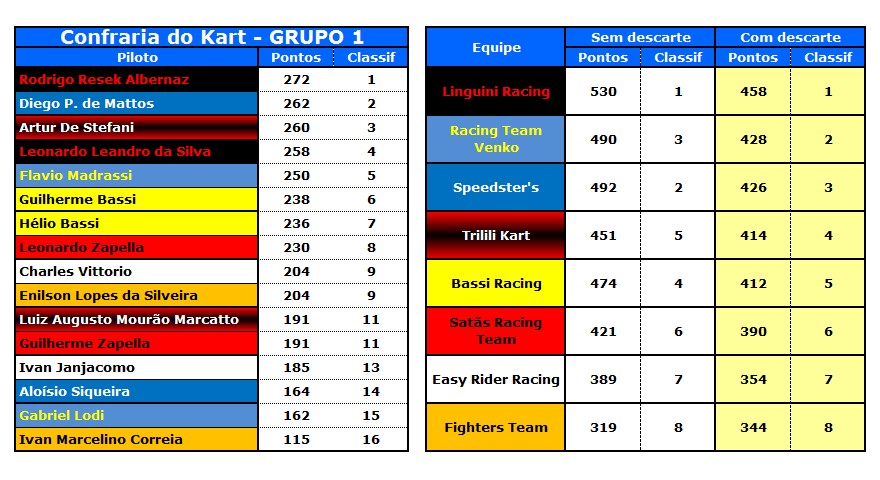 Confraria do Kart - GRUPO 1
Piloto Pontos Classif
Rodrigo Resek Albernaz 272 1
Diego P. de Mattos 262 2
Artur De Stefani 260 3
Leonardo Leandro da Silva 258 4
Flavio Madrassi 250 5
Guilherme Bassi 238 6
Hélio Bassi 236 7
Leonardo Zapella 230 8
Charles Vittorio 204 9
Enilson Lopes da Silveira 204 9
Luiz Augusto Mourão Marcatto 191 11
Guilherme Zapella 191 11
Ivan Janjacomo 185 13
Aloísio Siqueira 164 14
Gabriel Lodi 162 15
Ivan Marcelino Correia 115 16
Equipe Sem descarte Com descarte
Pontos Classif Pontos Classif
Linguini Racing 530 1 458 1
Racing Team
Venko 490 3 428 2
Speedster's 492 2 426 3
Trilili Kart 451 5 414 4
Bassi Racing 474 4 412 5
Satãs Racing
Team 421 6 390 6
Easy Rider Racing 389 7 354 7
Fighters Team 319 8 344 8